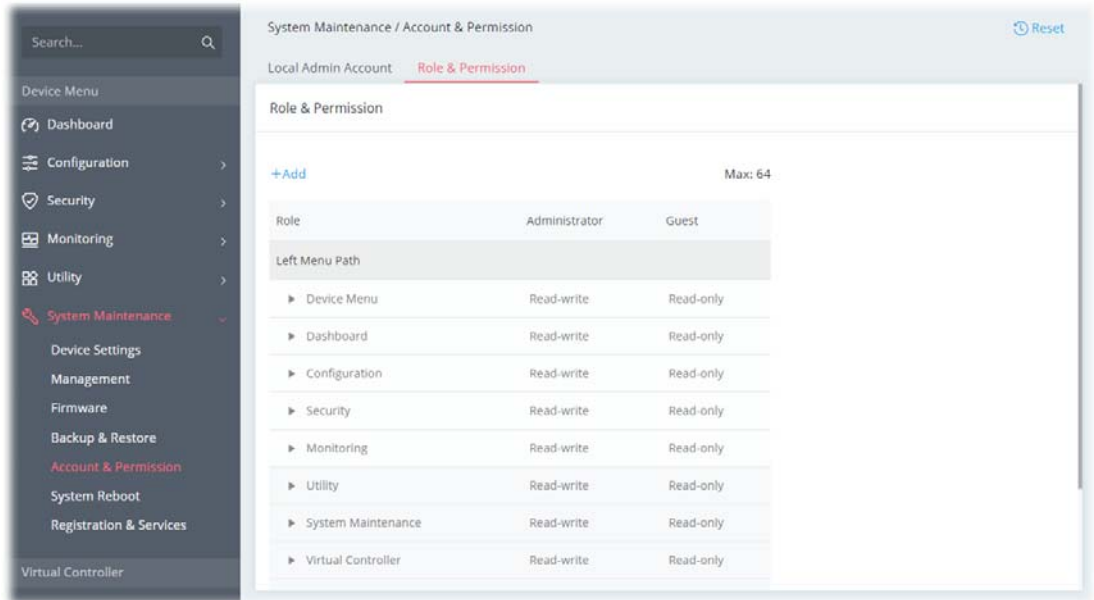 Search...
Device Menu
Dashboard
Configuration
Security
Monitoring
Utility
System Maintenance
Device Settings
Management
Firmware
Backup & Restore
Account & Permission
System Reboot
Registration & Services
Virtual Controller
System Maintenance / Account & Permission
Reset
Local Admin Account Role & Permission
Role & Permission
+Add Max: 64
Role Administrator Guest
Left Menu Path
Device Menu Read-write Read-only
Dashboard Read-write Read-only
Configuration Read-write Read-only
Security Read-write Read-only
Monitoring Read-write Read-only
Utility Read-write Read-only
System Maintenance Read-write Read-only
Virtual Controller Read-write Read-only